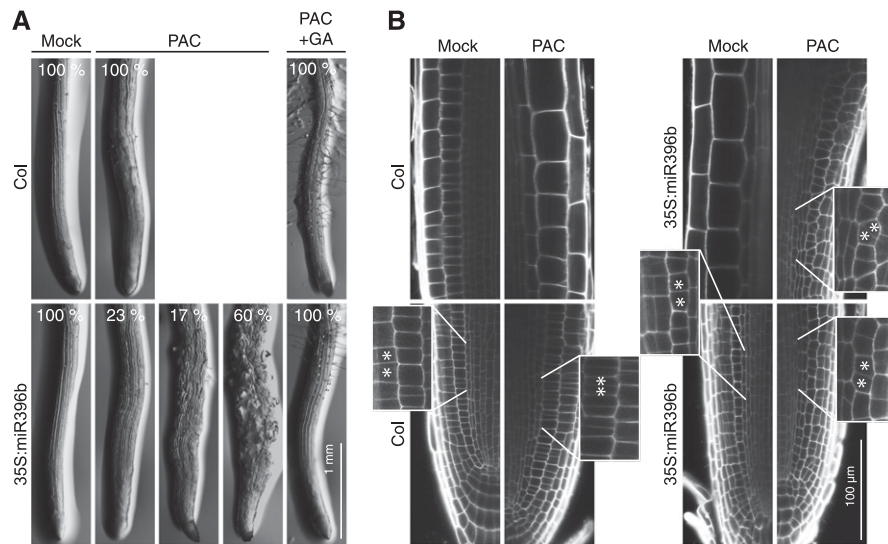 A
Mock
PAC
PAC
+GA
100 %
100 %
100 %
Col
100 %
23 %
17 %
60 %
100 %
35S:miR396b
1 mm
B
Mock
PAC
Mock
PAC
Col
35S:miR396b
**
**
**
**
**
Col
35S:miR396b
100 µm